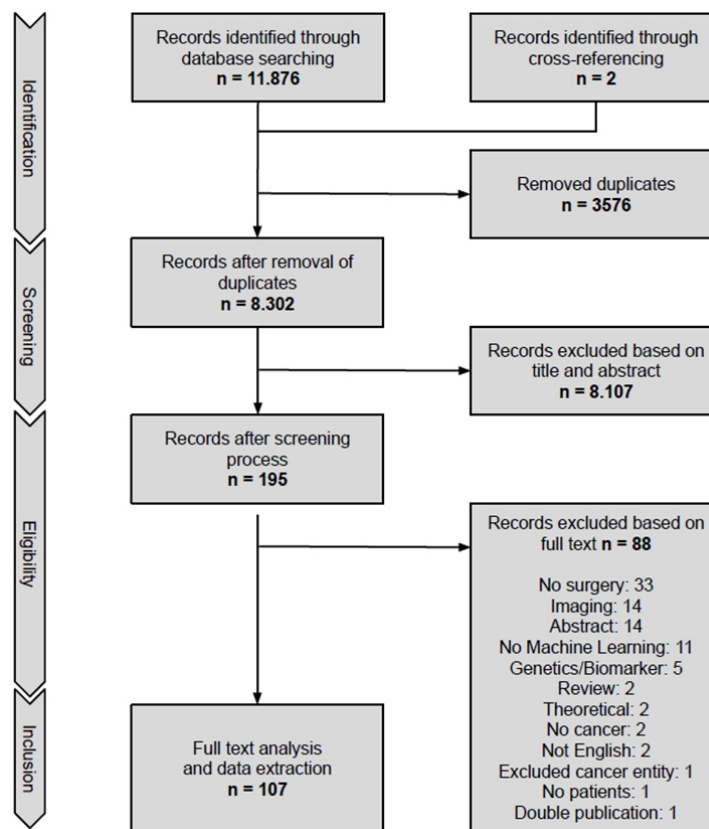 Identification
Records identified through
database searching
n = 11.876
Records identified through
cross-referencing
n = 2
Removed duplicates
n = 3576
Screening
Records after removal of
duplicates
n = 8.302
Records excluded based on
title and abstract
n = 8.107
Eligibility
Records after screening
process
n = 195
Records excluded based on
full text n = 88
No surgery: 33
Imaging: 14
Abstract: 14
No Machine Learning: 11
Genetics/Biomarker: 5
Review: 2
Theoretical: 2
No cancer: 2
Not English: 2
Excluded cancer entity: 1
No patients: 1
Double publication: 1
Inclusion
Full text analysis
and data extraction
n = 107